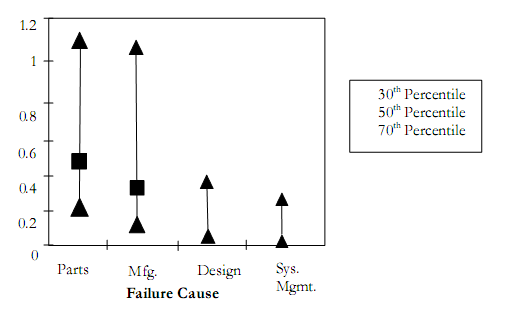 1.2
1
0.8
0.6
0.4
0.2
0
30th Percentile
50th Percentile
70th Percentile
Parts Mfg. Design Sys.
Mgmt.
Failure Cause